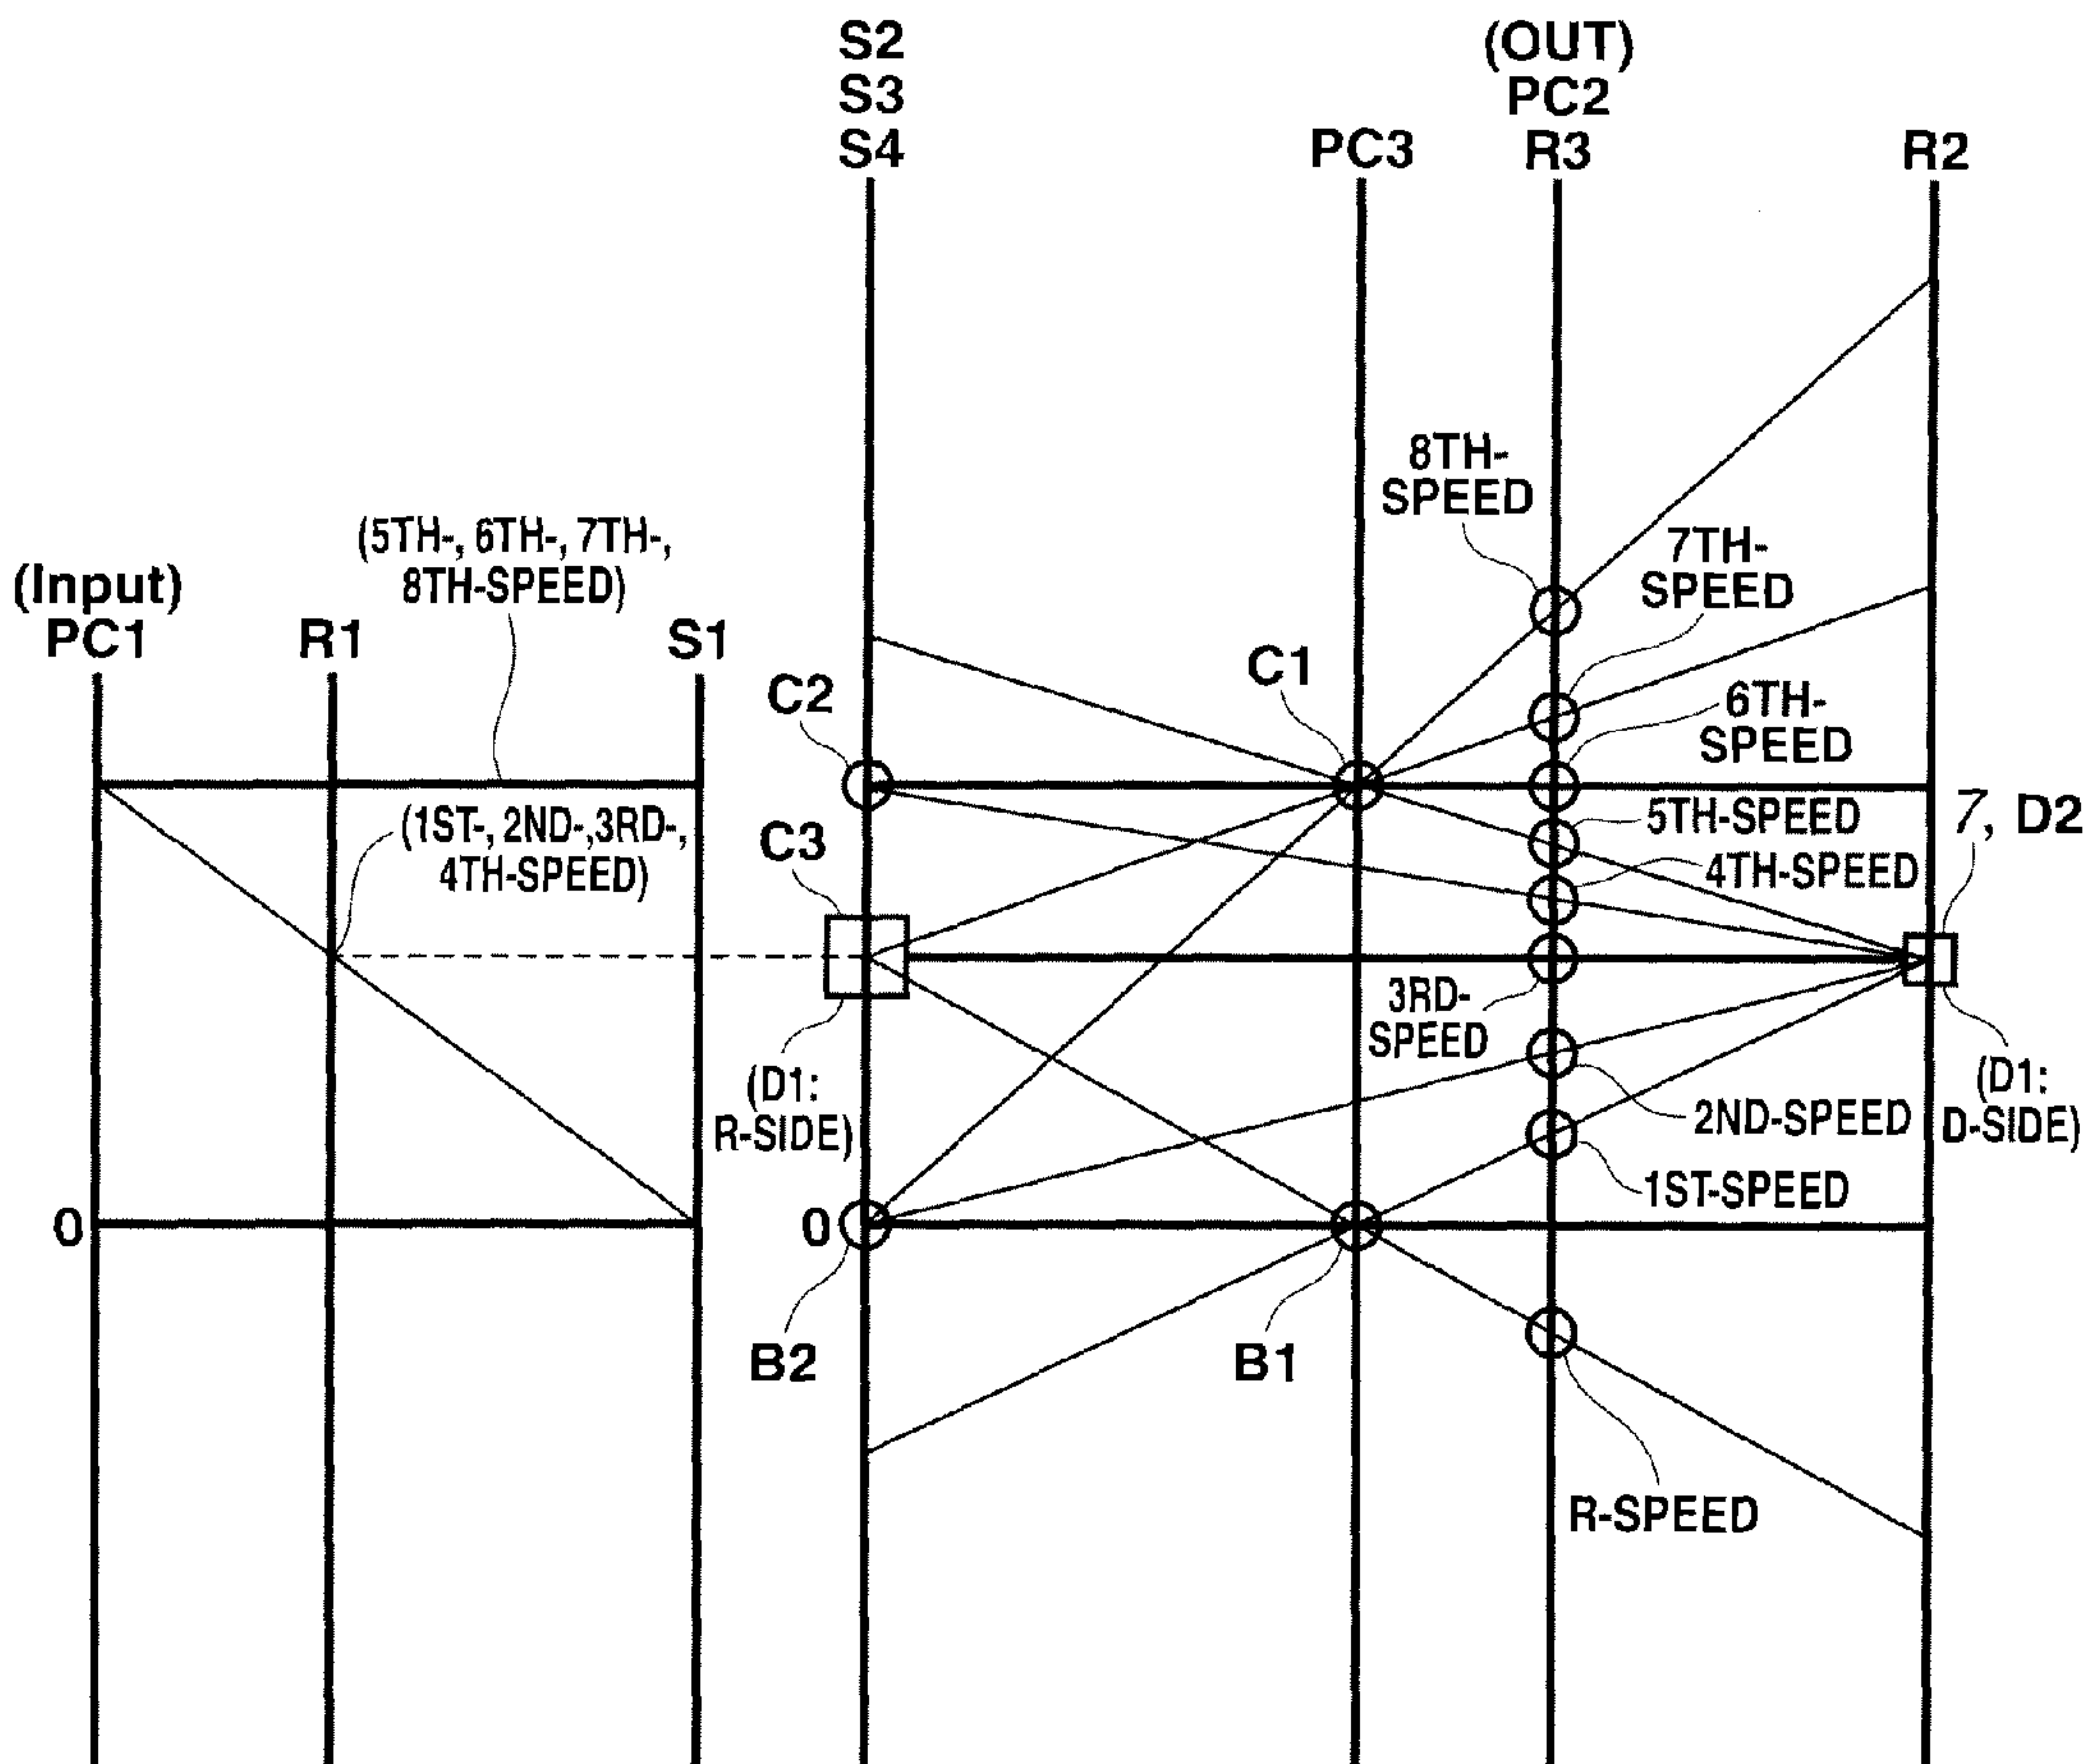 S2
S3
S4
PC3
(OUT)
PC2
R3
R2
8TH-
SPEED
7TH-
SPEED
(5TH-, 6TH-, 7TH-,
8TH-SPEED)
(Input)
PC1
R1
S1
C2
C1
6TH-
SPEED
(1ST-, 2ND-,3RD-,
4TH-SPEED)
C3
5TH-SPEED
7, D2
4TH-SPEED
3RD-
SPEED
(D1:
R-SIDE)
(D1:
D-SIDE)
2ND-SPEED
1ST-SPEED
0
0
B2
B1
R-SPEED